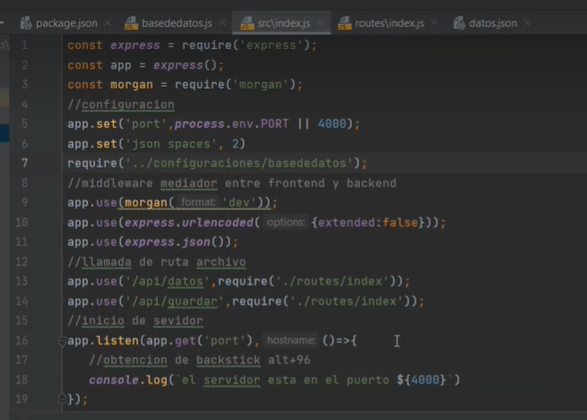 package.json basededatos.js src\index.js routes\index.js datos.json
1 const express = require('express');
2 const app = express();
3 const morgan = require('morgan');
4 //configuracion
5 app.set('port',process.env.PORT || 4000);
6 app.set('json spaces', 2)
7 require('../configuraciones/basededatos');
8 //middleware mediador entre frontend y backend
9 app.use(morgan( format: 'dev'));
10 app.use(express.urlencoded( options: {extended:false}));
11 app.use(express.json());
12 //llamada de ruta archivo
13 app.use('/api/datos',require('./routes/index'));
14 app.use('/api/guardar',require('./routes/index'));
15 //inicio de sevidor
16 app.listen(app.get('port'), hostname: ()=>{
17 //obtencion de backstick alt+96
18 console.log(`el servidor esta en el puerto ${4000}`)
19 });